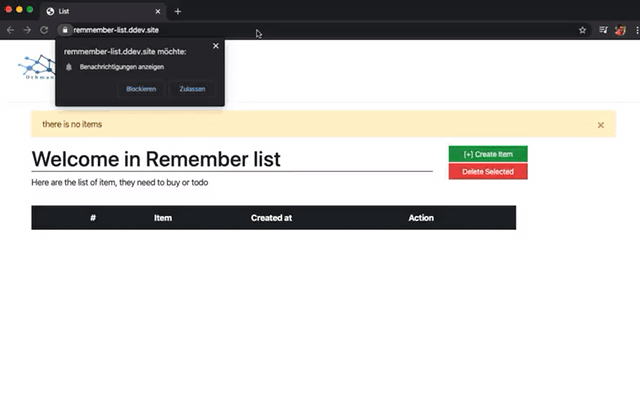 List
remmember-list.ddev.site
remmember-list.ddev.site möchte:
Benachrichtigungen anzeigen
Blockieren Zulassen
there is no items
Welcome in Remember list
[+] Create Item
Delete Selected
Here are the list of item, they need to buy or todo
# Item Created at Action